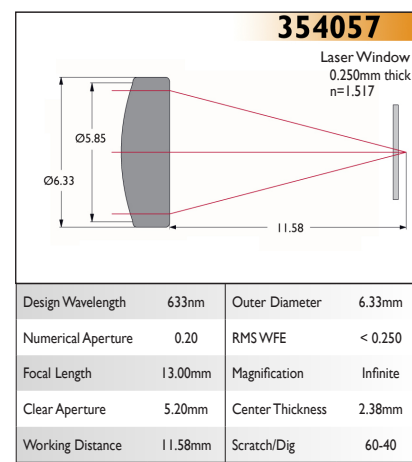 354057
Laser Window
0.250mm thick
n=1.517
Ø5.85
Ø6.33
11.58
Design Wavelength 633nm Outer Diameter 6.33mm
Numerical Aperture 0.20 RMS WFE < 0.250
Focal Length 13.00mm Magnification Infinite
Clear Aperture 5.20mm Center Thickness 2.38mm
Working Distance 11.58mm Scratch/Dig 60-40